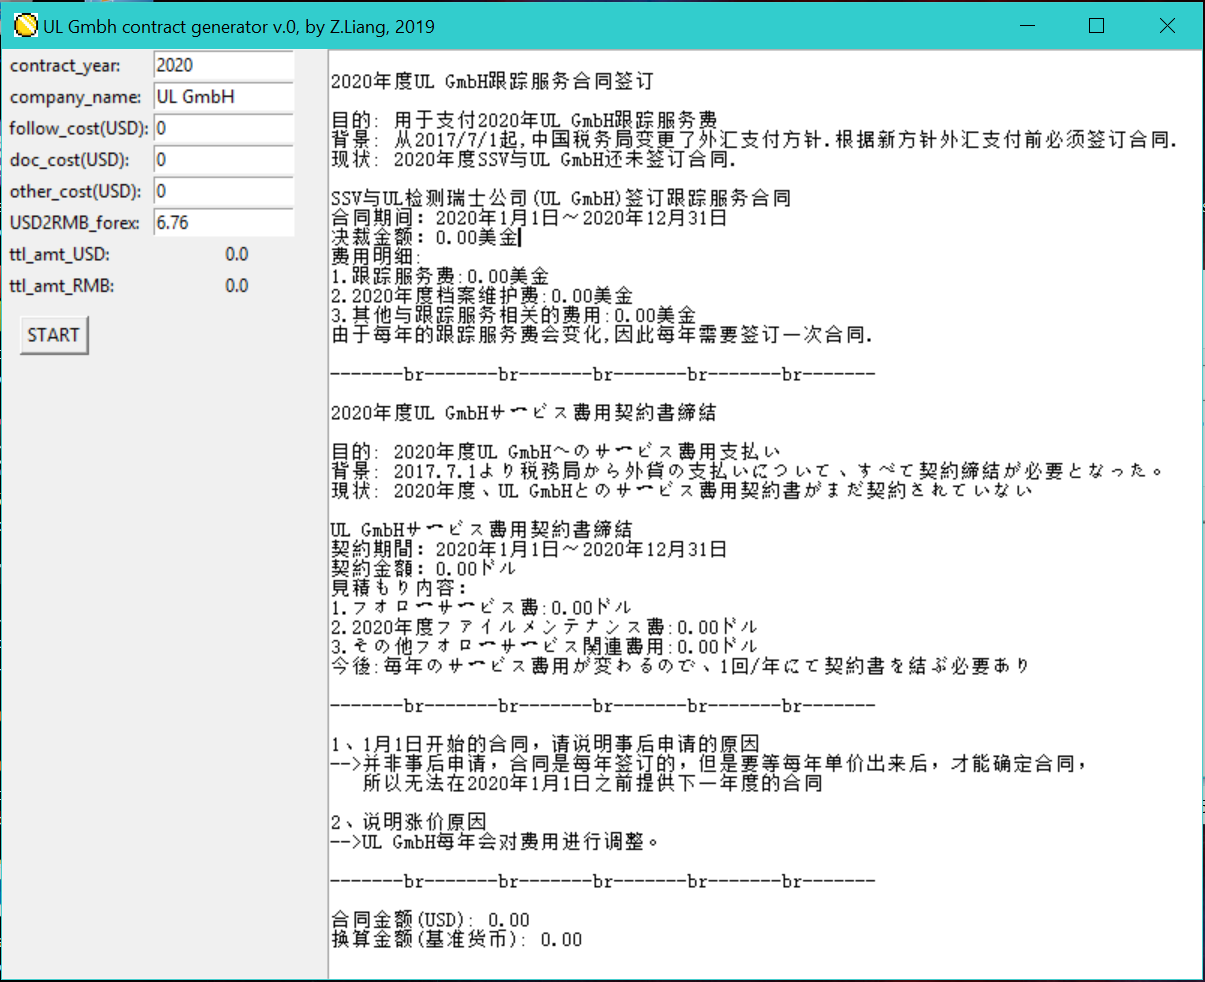 UL Gmbh contract generator v.0, by Z.Liang, 2019
contract_year: 2020
company_name: UL GmbH
follow_cost(USD): 0
doc_cost(USD): 0
other_cost(USD): 0
USD2RMB_forex: 6.76
ttl_amt_USD: 0.0
ttl_amt_RMB: 0.0
START
2020年度UL GmbH跟踪服务合同签订
目的: 用于支付2020年UL GmbH跟踪服务费
背景: 从2017/7/1起,中国税务局变更了外汇支付方针.根据新方针外汇支付前必须签订合同.
现状: 2020年度SSV与UL GmbH还未签订合同.
SSV与UL检测瑞士公司(UL GmbH)签订跟踪服务合同
合同期间: 2020年1月1日～2020年12月31日
决裁金额: 0.00美金
费用明细:
1.跟踪服务费:0.00美金
2.2020年度档案维护费:0.00美金
3.其他与跟踪服务相关的费用:0.00美金
由于每年的跟踪服务费会变化,因此每年需要签订一次合同.
-------br-------br-------br-------br-------br-------
2020年度UL GmbHサービス費用契約書締結
目的: 2020年度UL GmbHへのサービス費用支払い
背景: 2017.7.1より税務局から外貨の支払いについて、すべて契約締結が必要となった。
現状: 2020年度、UL GmbHとのサービス費用契約書がまだ契約されていない
UL GmbHサービス費用契約書締結
契約期間: 2020年1月1日～2020年12月31日
契約金額: 0.00ドル
見積もり内容:
1.フォローサービス費:0.00ドル
2.2020年度ファイルメンテナンス費:0.00ドル
3.その他フォローサービス関連費用:0.00ドル
今後:毎年のサービス費用が変わるので、1回/年にて契約書を結ぶ必要あり
-------br-------br-------br-------br-------br-------
1、1月1日开始的合同，请说明事后申请的原因
-->并非事后申请，合同是每年签订的，但是要等每年单价出来后，才能确定合同，
所以无法在2020年1月1日之前提供下一年度的合同
2、说明涨价原因
-->UL GmbH每年会对费用进行调整。
-------br-------br-------br-------br-------br-------
合同金额(USD): 0.00
换算金额(基准货币): 0.00